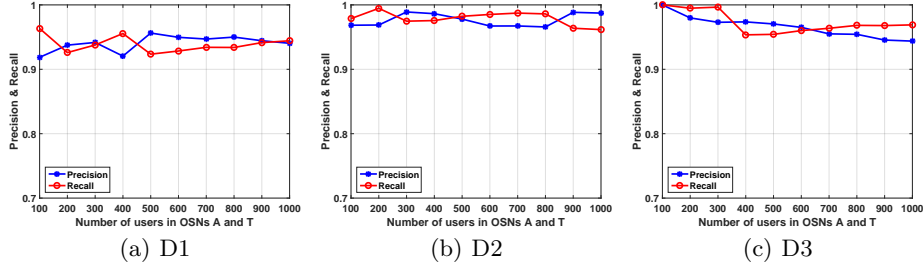 Precision & Recall
1
0.9
0.8
0.7
Precision
Recall
100 200 300 400 500 600 700 800 900 1000
Number of users in OSNs A and T
(a) D1
Precision & Recall
1
0.9
0.8
0.7
Precision
Recall
100 200 300 400 500 600 700 800 900 1000
Number of users in OSNs A and T
(b) D2
Precision & Recall
1
0.9
0.8
0.7
Precision
Recall
100 200 300 400 500 600 700 800 900 1000
Number of users in OSNs A and T
(c) D3